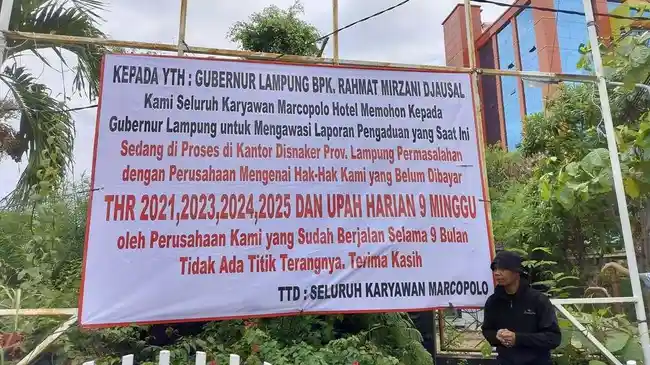 KEPADA YTH : GUBERNUR LAMPUNG BPK. RAHMAT MIRZANI DJAUSAL
Kami Seluruh Karyawan Marcopolo Hotel Memohon Kepada
Gubernur Lampung untuk Mengawasi Laporan Pengaduan yang Saat Ini
Sedang di Proses di Kantor Disnaker Prov. Lampung Permasalahan
dengan Perusahaan Mengenai Hak-Hak Kami yang Belum Dibayar
THR 2021,2023,2024,2025 DAN UPAH HARIAN 9 MINGGU
oleh Perusahaan Kami yang Sudah Berjalan Selama 9 Bulan
Tidak Ada Titik Terangnya. Terima Kasih
TTD : SELURUH KARYAWAN MARCOPOLO